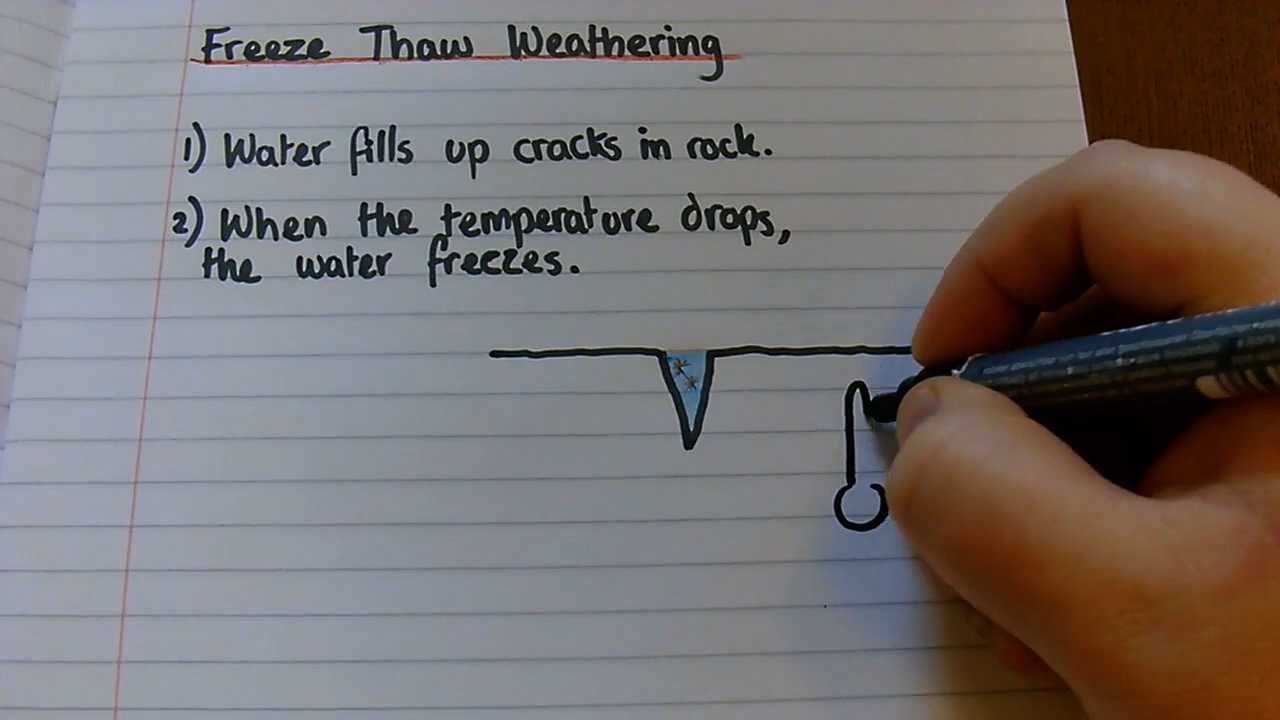 Freeze Thaw Weathering
1) Water fills up cracks in rock.
2) When the temperature drops,
the water freezes.